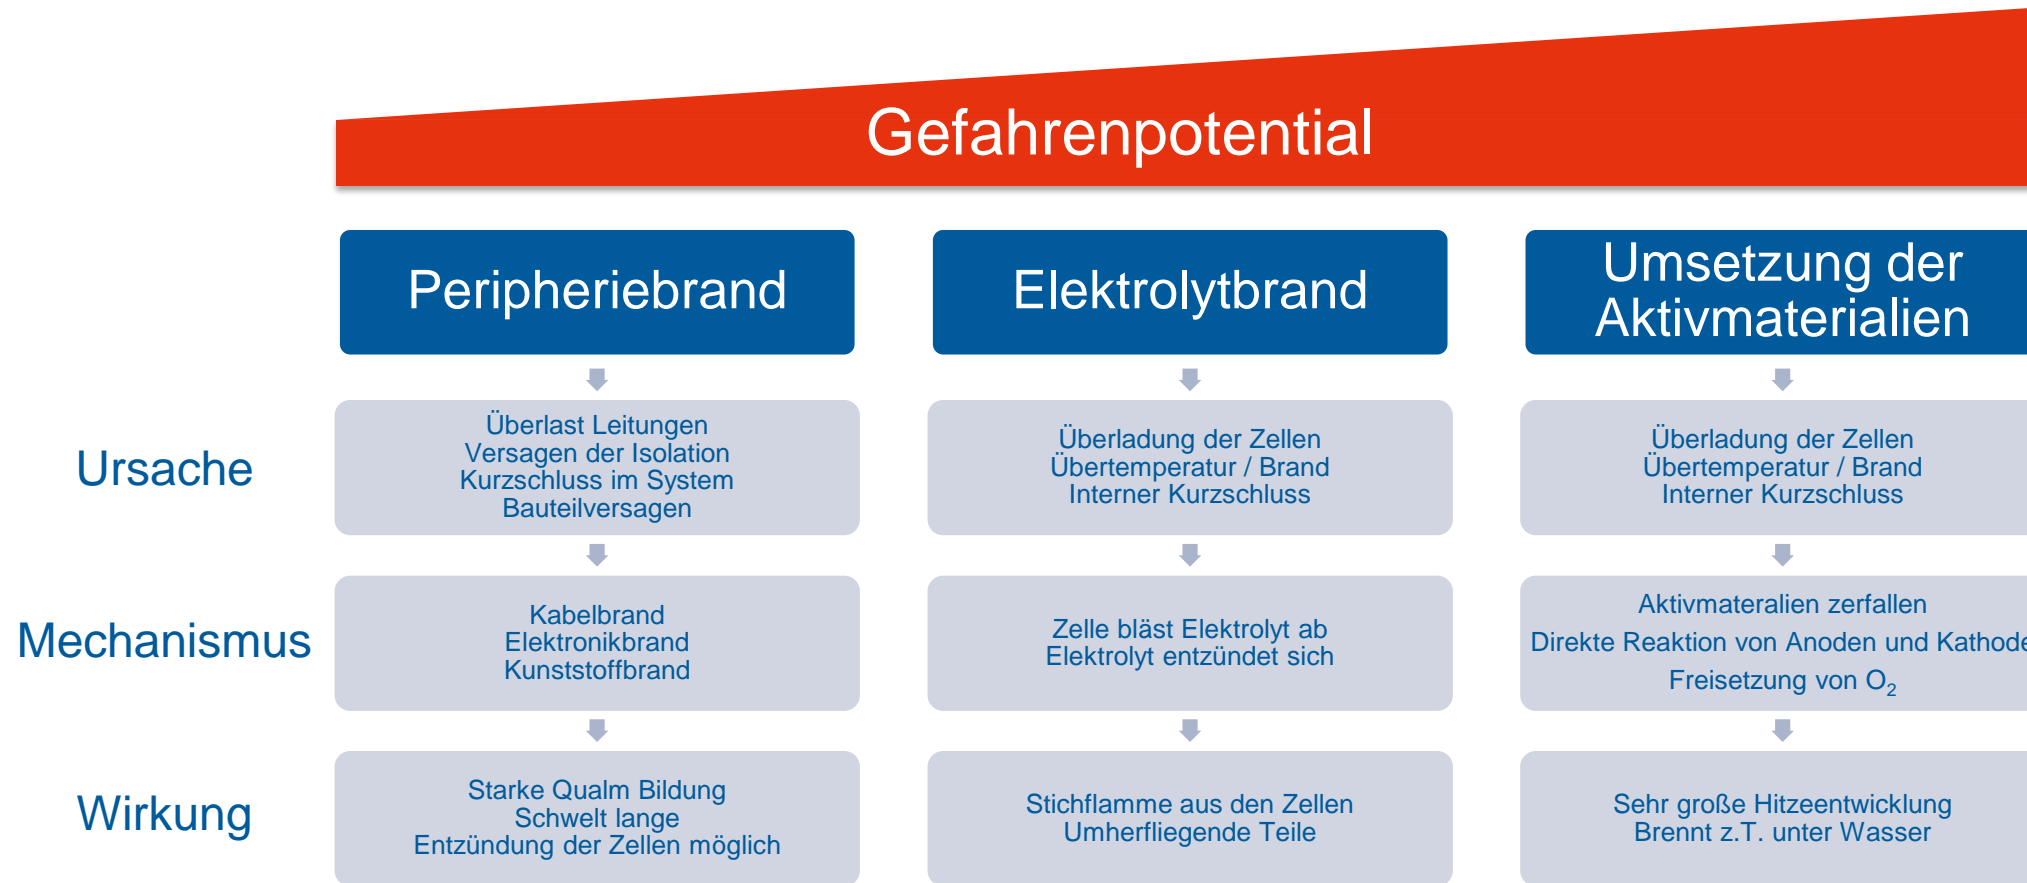 Gefahrenpotential
Peripheriebrand
Elektrolytbrand
Umsetzung der
Aktivmaterialien
Ursache
Überlast Leitungen
Versagen der Isolation
Kurzschluss im System
Bauteilversagen
Überladung der Zellen
Übertemperatur / Brand
Interner Kurzschluss
Überladung der Zellen
Übertemperatur / Brand
Interner Kurzschluss
Mechanismus
Kabelbrand
Elektronikbrand
Kunststoffbrand
Zelle bläst Elektrolyt ab
Elektrolyt entzündet sich
Aktivmateralien zerfallen
Direkte Reaktion von Anoden und Kathode
Freisetzung von O₂
Wirkung
Starke Qualm Bildung
Schwelt lange
Entzündung der Zellen möglich
Stichflamme aus den Zellen
Umherfliegende Teile
Sehr große Hitzeentwicklung
Brennt z.T. unter Wasser